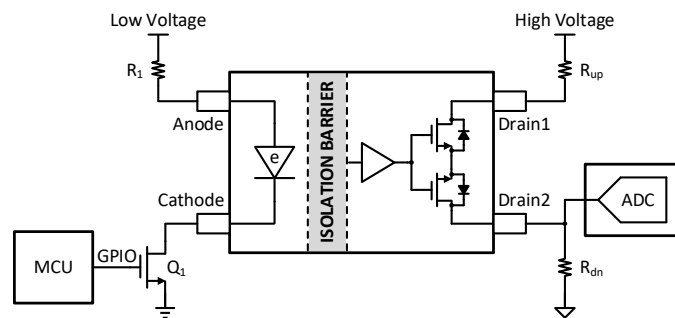 Low Voltage
High Voltage
R1
Rup
Anode
Drain1
ISOLATION BARRIER
e
Cathode
Drain2
ADC
MCU
GPIO
Q1
Rdn